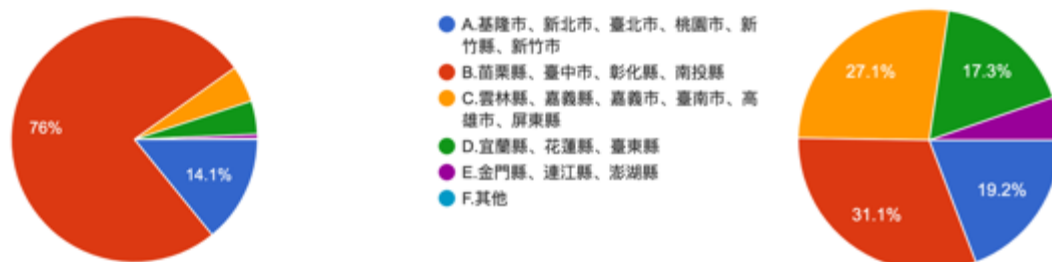 76%
14.1%
A.基隆市、新北市、臺北市、桃園市、新
竹縣、新竹市
B.苗栗縣、臺中市、彰化縣、南投縣
C.雲林縣、嘉義縣、嘉義市、臺南市、高
雄市、屏東縣
D.宜蘭縣、花蓮縣、臺東縣
E.金門縣、連江縣、澎湖縣
F.其他
27.1%
17.3%
19.2%
31.1%